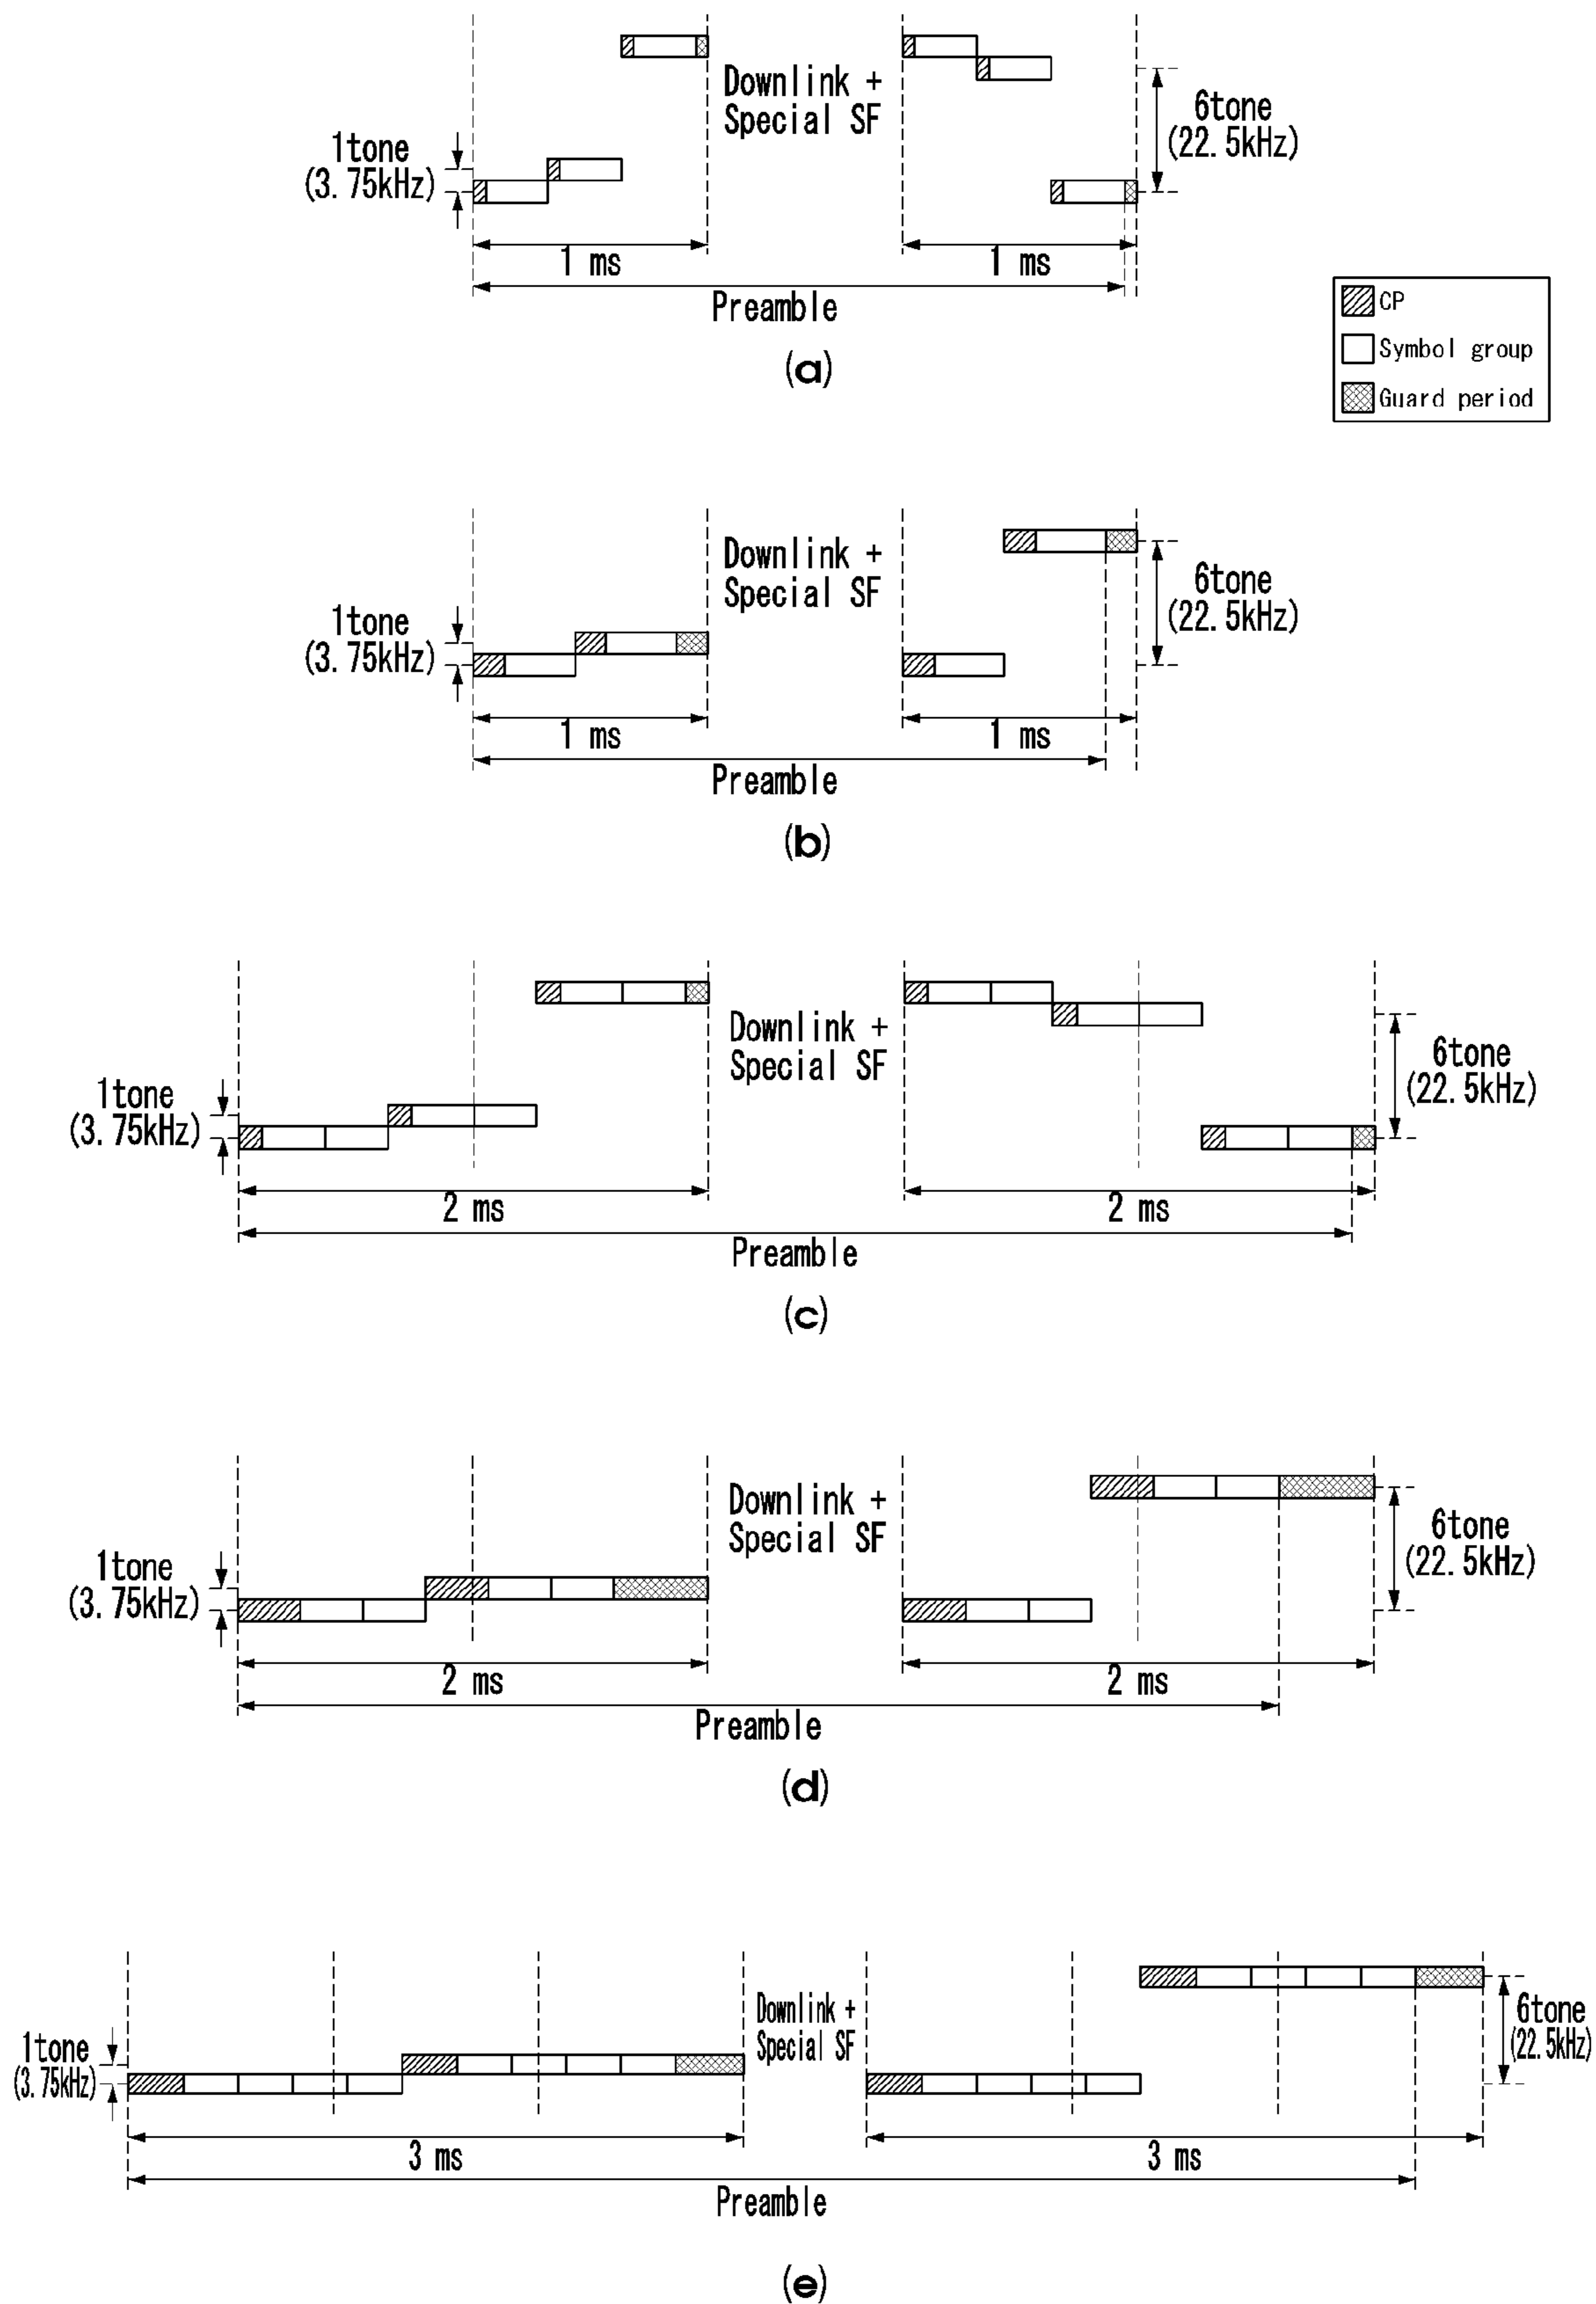 Downlink +
Special SF
1tone
(3.75kHz)
6tone
(22.5kHz)
1 ms
1 ms
Preamble
(a)
CP
Symbol group
Guard period
Downlink +
Special SF
1tone
(3.75kHz)
6tone
(22.5kHz)
1 ms
1 ms
Preamble
(b)
Downlink +
Special SF
1tone
(3.75kHz)
6tone
(22.5kHz)
2 ms
2 ms
Preamble
(c)
Downlink +
Special SF
1tone
(3.75kHz)
6tone
(22.5kHz)
2 ms
2 ms
Preamble
(d)
Downlink +
Special SF
1tone
(3.75kHz)
6tone
(22.5kHz)
3 ms
3 ms
Preamble
(e)